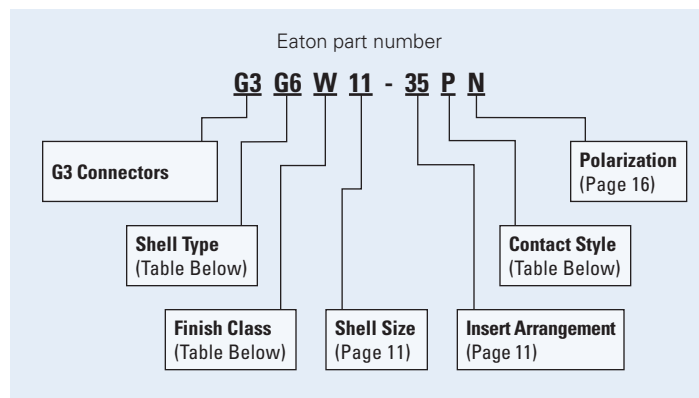 Eaton part number
G3 G6 W 11 - 35 P N
G3 Connectors
Polarization
(Page 16)
Shell Type
(Table Below)
Contact Style
(Table Below)
Finish Class
(Table Below)
Shell Size
(Page 11)
Insert Arrangement
(Page 11)